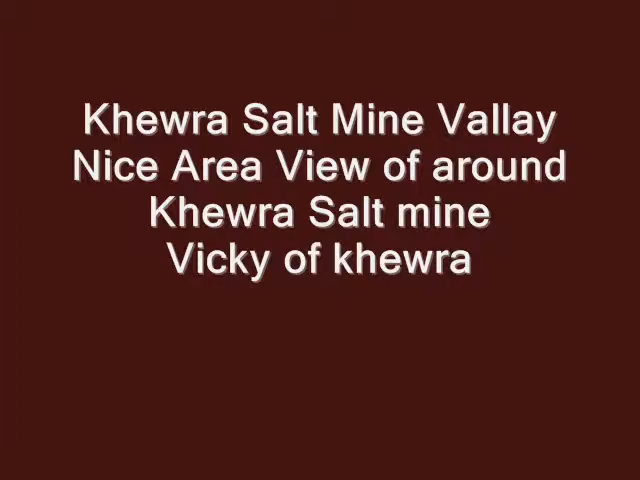 Khewra Salt Mine Vallay
Nice Area View of around
Khewra Salt mine
Vicky of khewra